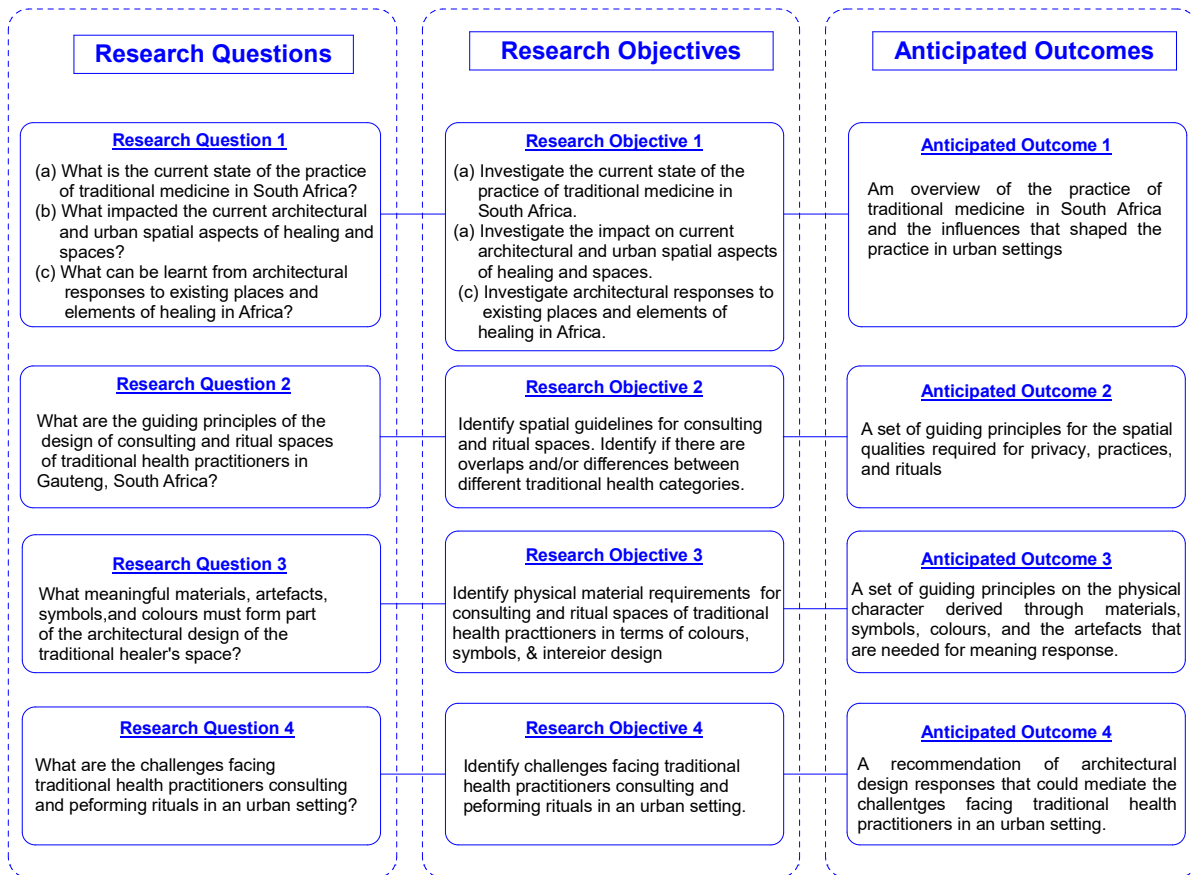 Research Questions
Research Objectives
Anticipated Outcomes
Research Question 1
(a) What is the current state of the practice
of traditional medicine in South Africa?
(b) What impacted the current architectural
and urban spatial aspects of healing and
spaces?
(c) What can be learnt from architectural
responses to existing places and
elements of healing in Africa?
Research Objective 1
(a) Investigate the current state of the
practice of traditional medicine in
South Africa.
(a) Investigate the impact on current
architectural and urban spatial aspects
of healing and spaces.
(c) Investigate architectural responses to
existing places and elements of
healing in Africa.
Anticipated Outcome 1
Am overview of the practice of
traditional medicine in South Africa
and the influences that shaped the
practice in urban settings
Research Question 2
What are the guiding principles of the
design of consulting and ritual spaces
of traditional health practitioners in
Gauteng, South Africa?
Research Objective 2
Identify spatial guidelines for consulting
and ritual spaces. Identify if there are
overlaps and/or differences between
different traditional health categories.
Anticipated Outcome 2
A set of guiding principles for the spatial
qualities required for privacy, practices,
and rituals
Research Question 3
What meaningful materials, artefacts,
symbols,and colours must form part
of the architectural design of the
traditional healer's space?
Research Objective 3
Identify physical material requirements for
consulting and ritual spaces of traditional
health practtioners in terms of colours,
symbols, & intereior design
Anticipated Outcome 3
A set of guiding principles on the physical
character derived through materials,
symbols, colours, and the artefacts that
are needed for meaning response.
Research Question 4
What are the challenges facing
traditional health practitioners consulting
and peforming rituals in an urban setting?
Research Objective 4
Identify challenges facing traditional
health practitioners consulting and
peforming rituals in an urban setting.
Anticipated Outcome 4
A recommendation of architectural
design responses that could mediate the
challentges facing traditional health
practitioners in an urban setting.